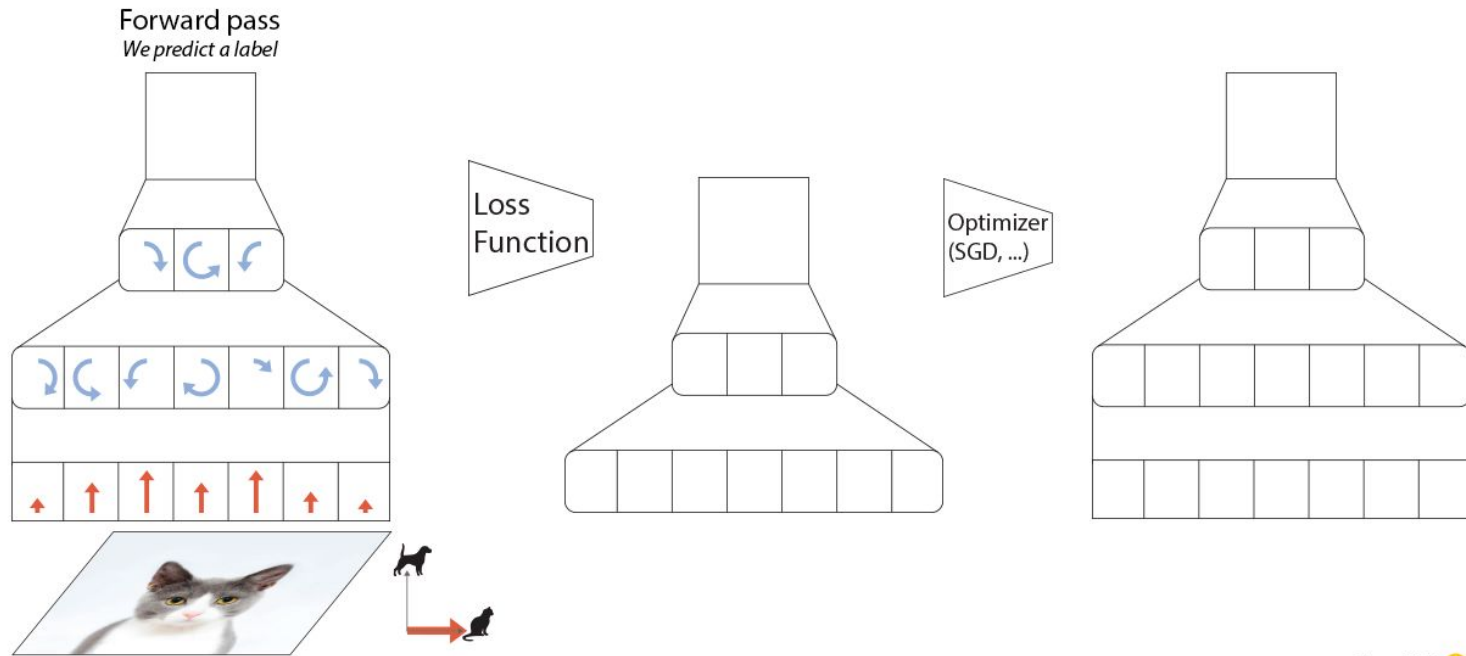 Forward pass
We predict a label
Loss
Function
Optimizer
(SGD, ...)